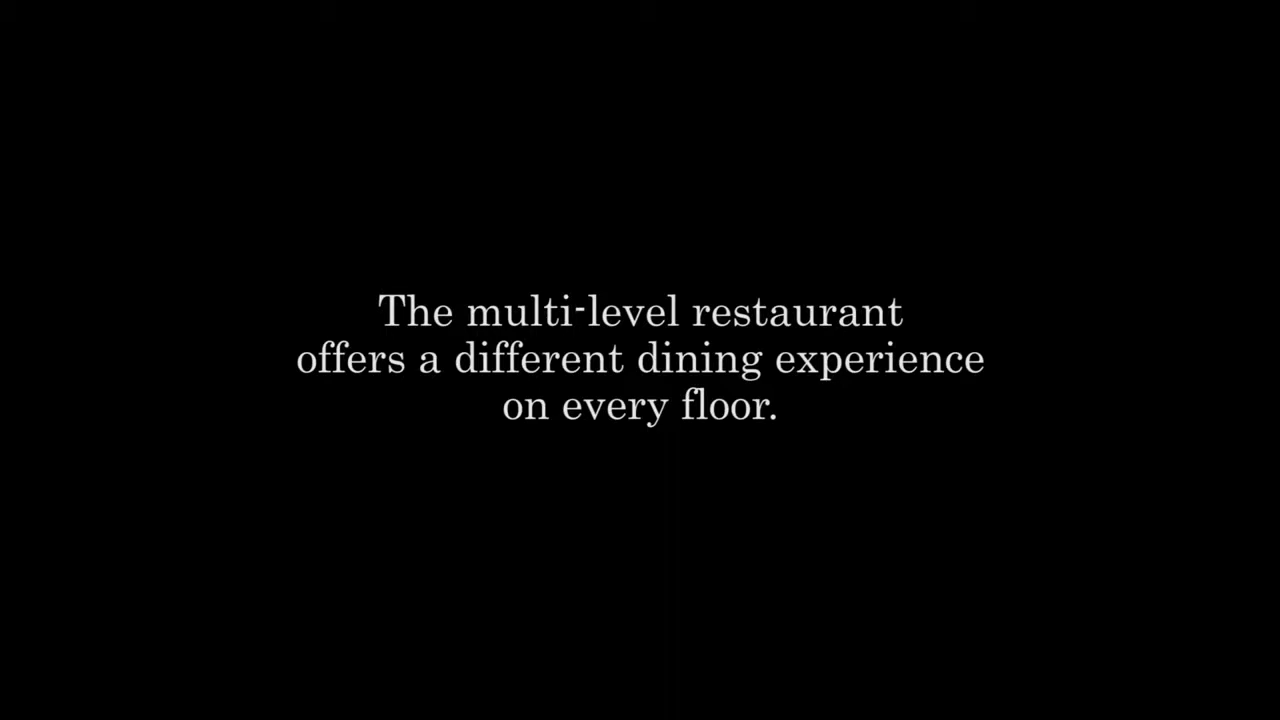 The multi-level restaurant
offers a different dining experience
on every floor.